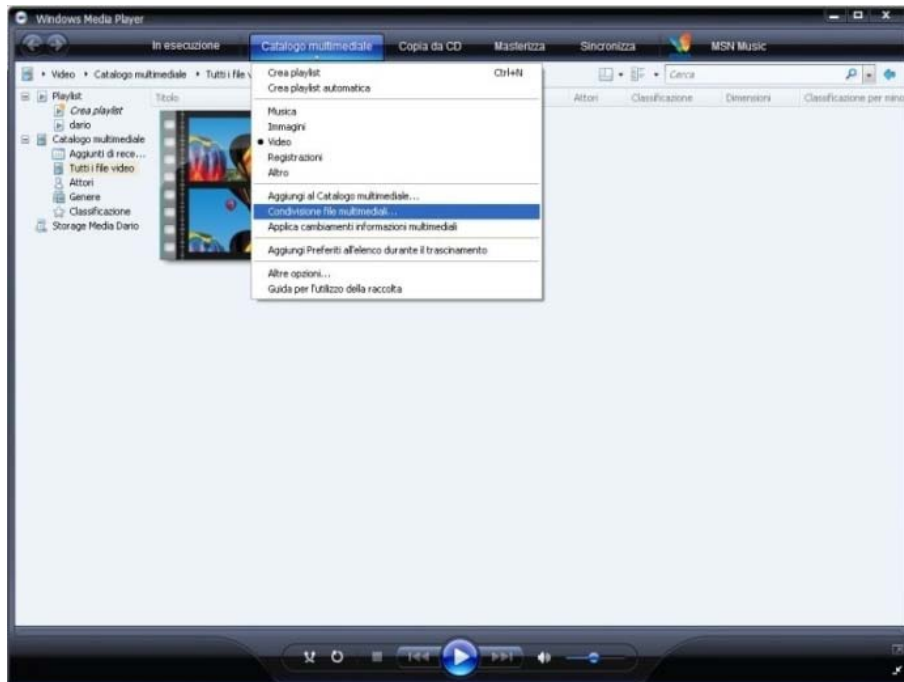 Windows Media Player
In esecuzione Catalogo multimediale Copia da CD Masterizza Sincronizza MSN Music
Video Catalogo multimediale Tutti i file Cerca
Playlist
Crea playlist
dario
Catalogo multimediale
Aggiunti di rece...
Tutti i file video
Attori
Genere
Classificazione
Storage Media Dario
Titolo Attori Classificazione Dimensioni Classificazione per
Crea playlist Ctrl+N
Crea playlist automatica
Musica
Immagini
Video
Registrazioni
Altro
Aggiungi al Catalogo multimediale...
Condivisione file multimediali...
Applica cambiamenti informazioni multimediali
Aggiungi Preferiti all'elenco durante il trascinamento
Altre opzioni...
Guida per l'utilizzo della raccolta